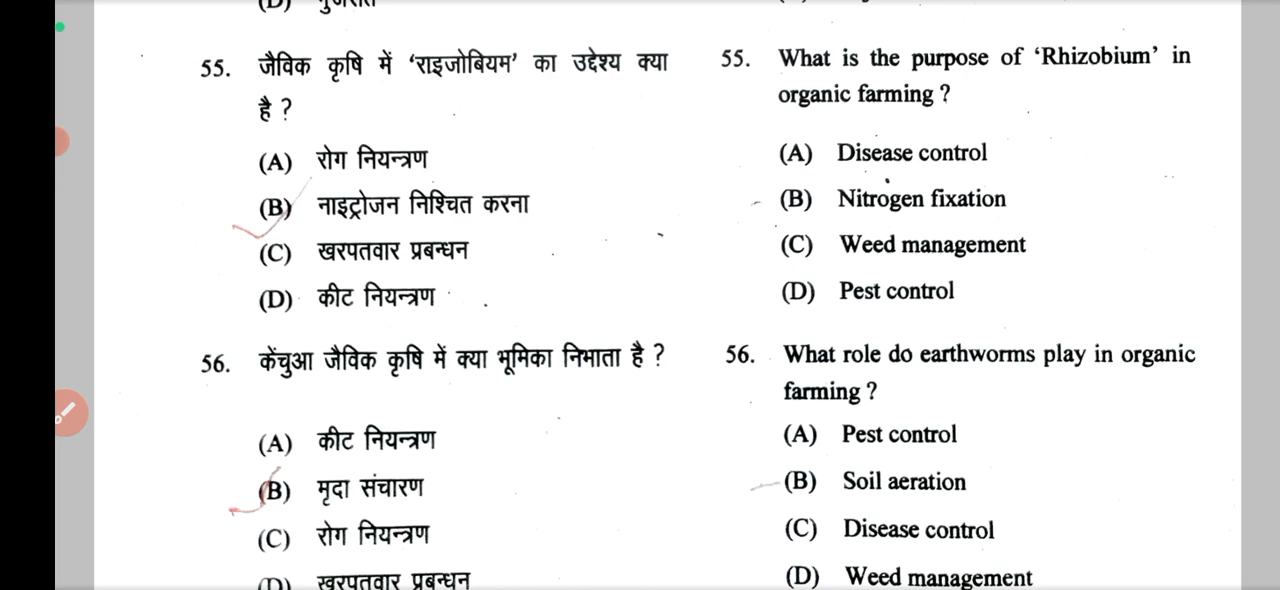 (D) गुजरात
55. जैविक कृषि में ‘राइजोबियम’ का उद्देश्य क्या
है ?
(A) रोग नियन्त्रण
(B) नाइट्रोजन निश्चित करना
(C) खरपतवार प्रबन्धन
(D) कीट नियन्त्रण
56. केंचुआ जैविक कृषि में क्या भूमिका निभाता है ?
(A) कीट नियन्त्रण
(B) मृदा संचारण
(C) रोग नियन्त्रण
(D) खरपतवार प्रबन्धन
55. What is the purpose of ‘Rhizobium’ in
organic farming ?
(A) Disease control
(B) Nitrogen fixation
(C) Weed management
(D) Pest control
56. What role do earthworms play in organic
farming ?
(A) Pest control
(B) Soil aeration
(C) Disease control
(D) Weed management